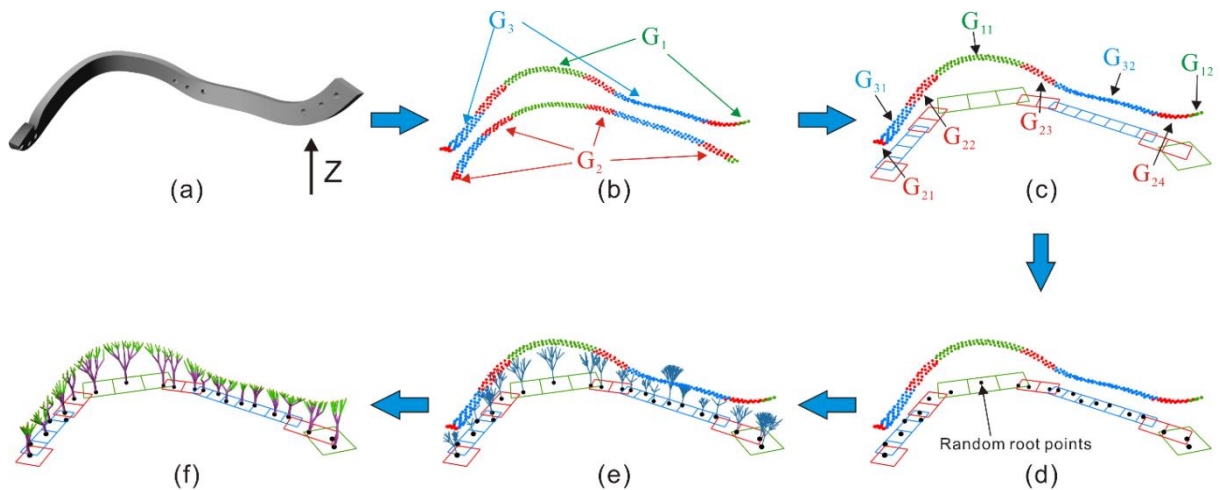 Z
(a)
G3
G1
G2
(b)
G11
G31
G32
G12
G22
G23
G21
G24
(c)
(f)
(e)
Random root points
(d)